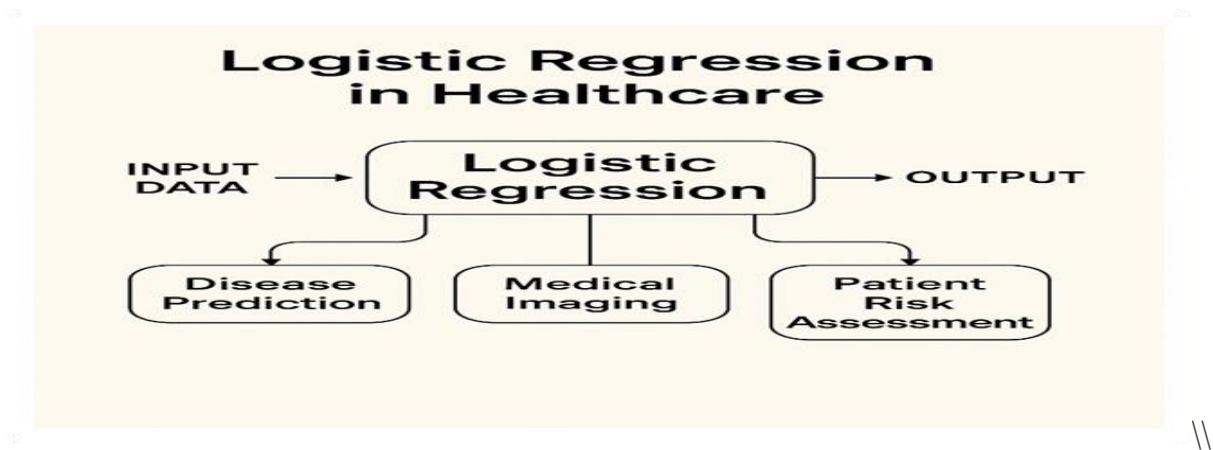 Logistic Regression
in Healthcare
INPUT
DATA
Logistic
Regression
OUTPUT
Disease
Prediction
Medical
Imaging
Patient
Risk
Assessment